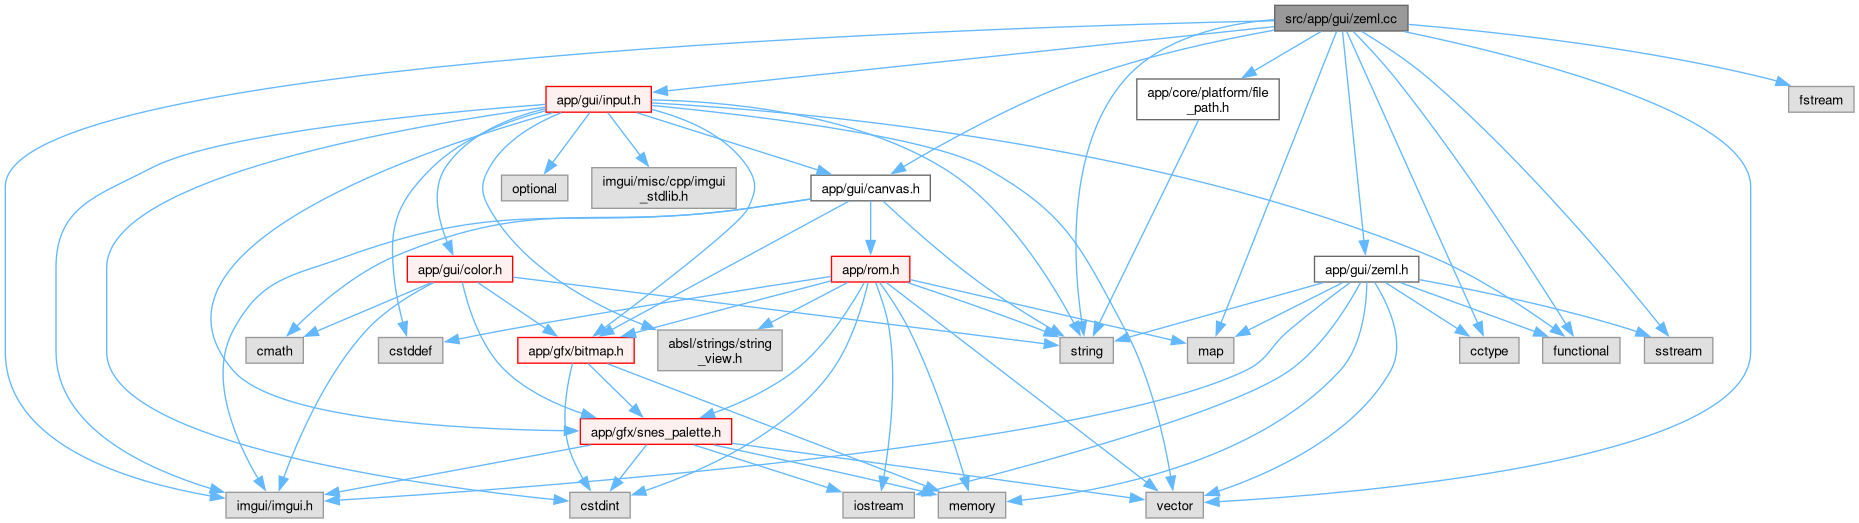 src/app/gui/zeml.cc
app/gui/input.h
app/core/platform/file
_path.h
fstream
optional
imgui/misc/cpp/imgui
_stdlib.h
app/gui/canvas.h
app/gui/color.h
app/rom.h
app/gui/zeml.h
cmath
cstddef
app/gfx/bitmap.h
absl/strings/string
_view.h
string
map
cctype
functional
sstream
app/gfx/snes_palette.h
imgui/imgui.h
cstdint
iostream
memory
vector